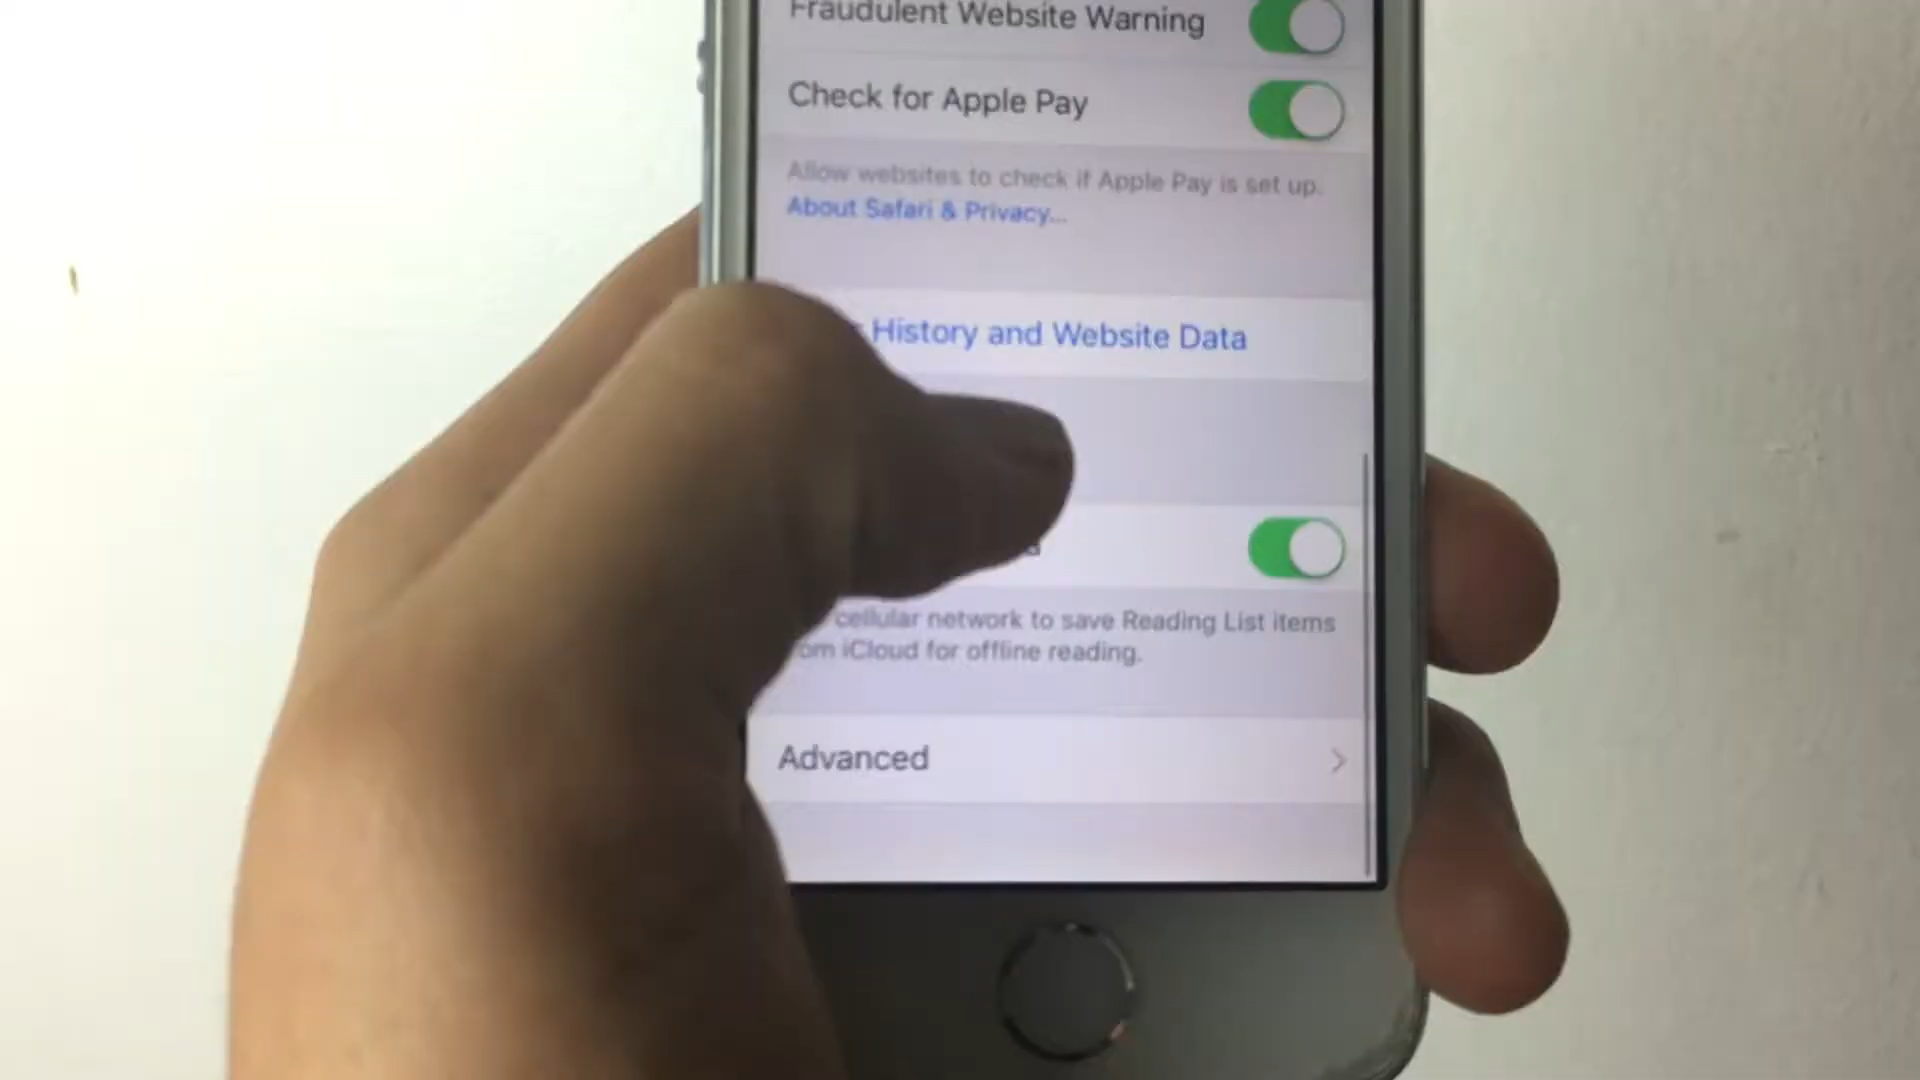 Fraudulent Website Warning
Check for Apple Pay
Allow websites to check if Apple Pay is set up.
About Safari & Privacy...
History and Website Data
cellular network to save Reading List items
om iCloud for offline reading.
Advanced